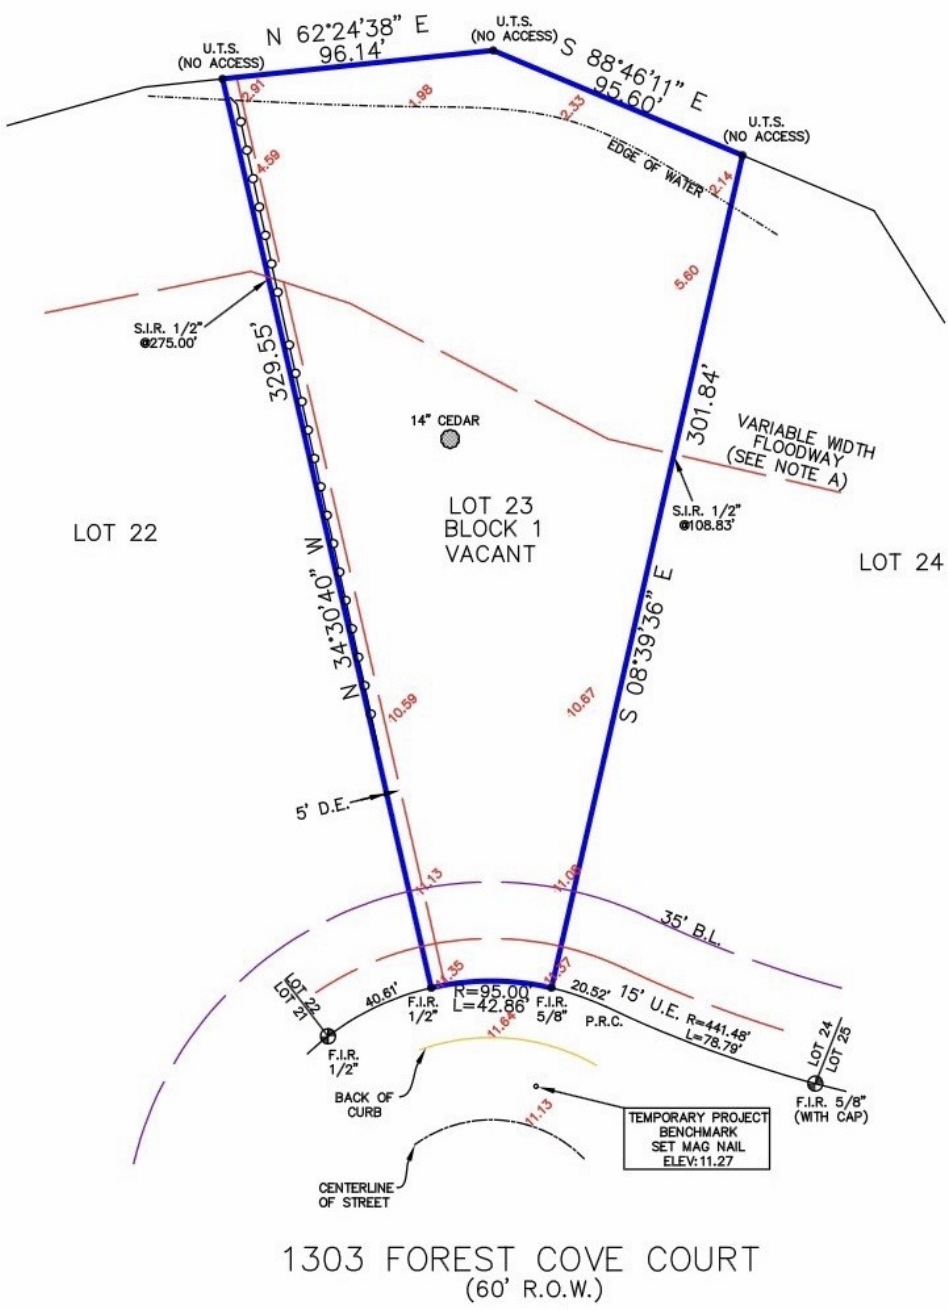 N 62°24'38" E
96.14'
U.T.S.
(NO ACCESS)
U.T.S.
(NO ACCESS)
S 88°46'11" E
95.60'
U.T.S.
(NO ACCESS)
2.91
1.98
2.33
EDGE OF WATER
2.14
4.59
5.60
S.I.R. 1/2"
@275.00'
329.55'
301.84'
14" CEDAR
VARIABLE WIDTH
FLOODWAY
(SEE NOTE A)
S.I.R. 1/2"
@108.83'
LOT 22
LOT 23
BLOCK 1
VACANT
LOT 24
N 34°30'40" W
S 08°39'36" E
10.59
10.67
5' D.E.
11.13
11.08
35' B.L.
11.35
11.37
LOT 22
LOT 21
40.61'
F.I.R.
1/2"
R=95.00'
L=42.86'
F.I.R.
5/8"
20.52'
P.R.C.
15' U.E.
R=441.48'
L=78.79'
LOT 24
LOT 25
11.64
F.I.R.
1/2"
BACK OF
CURB
F.I.R. 5/8"
(WITH CAP)
11.13
TEMPORARY PROJECT
BENCHMARK
SET MAG NAIL
ELEV:11.27
CENTERLINE
OF STREET
1303 FOREST COVE COURT
(60' R.O.W.)